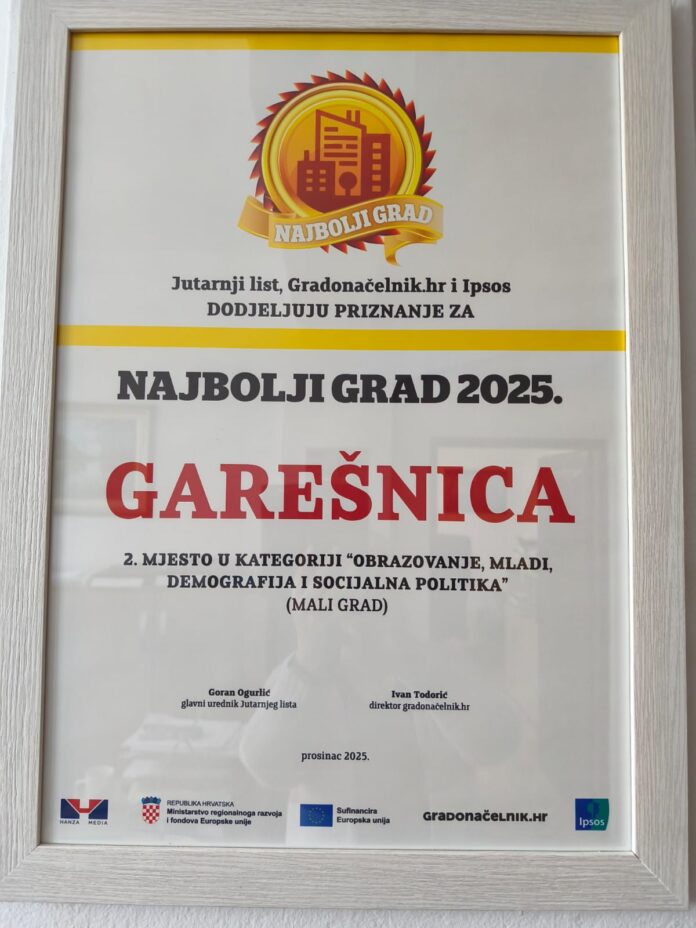 NAJBOLJI GRAD
Jutarnji list, Gradonačelnik.hr i Ipsos
DODJELJUJU PRIZNANJE ZA
NAJBOLJI GRAD 2025.
GAREŠNICA
2. MJESTO U KATEGORIJI “OBRAZOVANJE, MLADI,
DEMOGRAFIJA I SOCIJALNA POLITIKA”
(MALI GRAD)
Goran Ogurlić
glavni urednik Jutarnjeg lista
Ivan Todorić
direktor gradonačelnik.hr
prosinac 2025.
HANZA MEDIA
REPUBLIKA HRVATSKA
Ministarstvo regionalnoga razvoja
i fondova Europske unije
Sufinancira
Europska unija
GRADONAČELNIK.HR
Ipsos